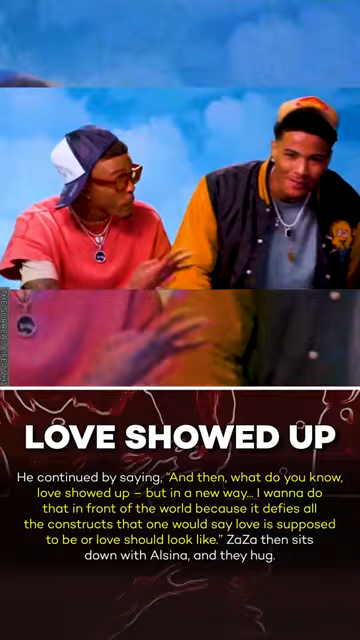 LOVE SHOWED UP
He continued by saying, "And then, what do you know,
love showed up – but in a new way... I wanna do
that in front of the world because it defies all
the constructs that one would say love is supposed
to be or love should look like." ZaZa then sits
down with Alsina, and they hug.